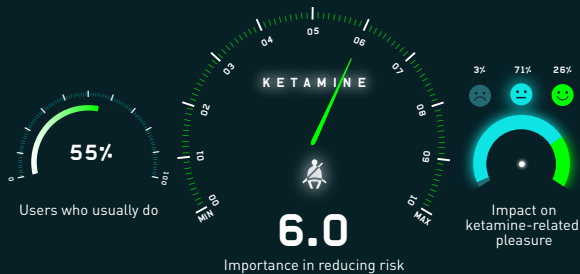 05
04
06
3%
71%
26%
03
07
KETAMINE
02
08
55%
01
09
0
100
00
10
MIN
MAX
Users who usually do
6.0
Importance in reducing risk
Impact on
ketamine-related
pleasure